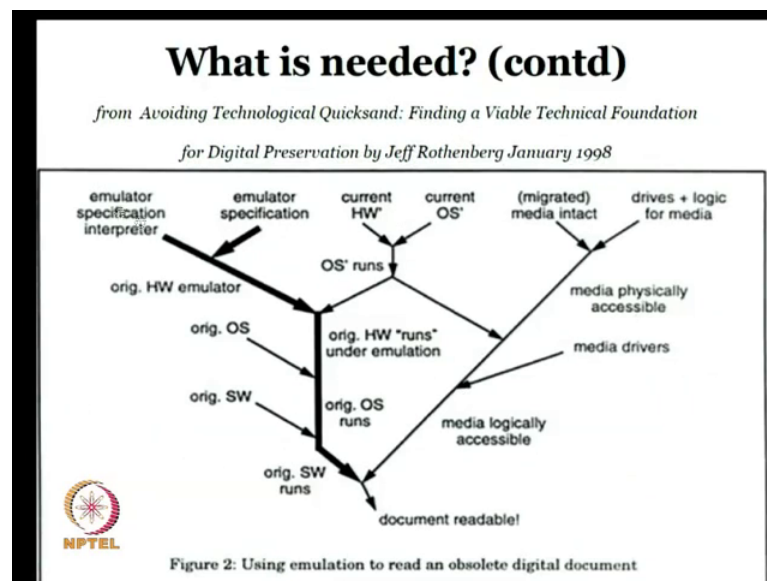 What is needed? (contd)
from Avoiding Technological Quicksand: Finding a Viable Technical Foundation
for Digital Preservation by Jeff Rothenberg January 1998
emulator
specification
interpreter
emulator
specification
current
HW'
current
OS'
(migrated)
media intact
drives + logic
for media
OS' runs
orig. HW emulator
media physically
accessible
orig. OS
orig. HW "runs"
under emulation
media drivers
orig. SW
orig. OS
runs
media logically
accessible
orig. SW
runs
document readable!
NPTEL
Figure 2: Using emulation to read an obsolete digital document